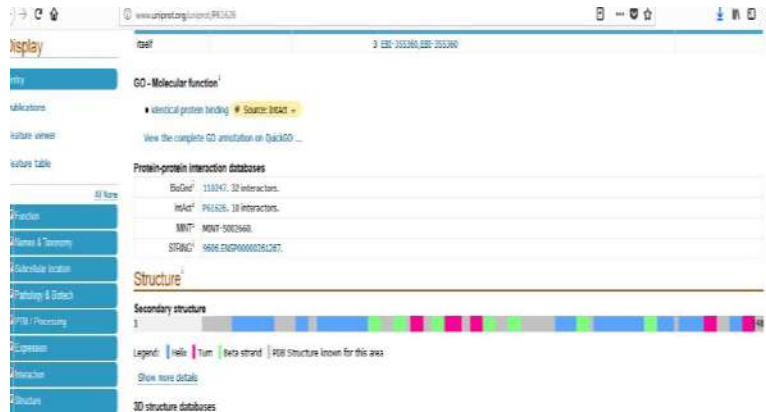 www.uniprot.org/uniprot/P61626
Display
Itself
3 EBI-355360,EBI-355360
Entry
Publications
Feature viewer
Feature table
All None
Function
Names & Taxonomy
Subcellular location
Pathology & Biotech
PTM / Processing
Expression
Interaction
Structure
GO - Molecular function
identical protein binding Source: IntAct
View the complete GO annotation on QuickGO ...
Protein-protein interaction databases
BioGrid 110247. 32 interactors.
IntAct P61626. 10 interactors.
MINT MINT-5002660.
STRING 9606.ENSP00000261267.
Structure
Secondary structure
1
148
Legend: Helix Turn Beta strand PDB Structure known for this area
Show more details
3D structure databases